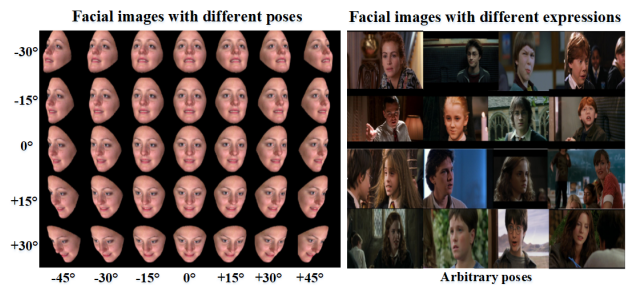 Facial images with different poses
Facial images with different expressions
-30°
-15°
0°
+15°
+30°
-45° -30° -15° 0° +15° +30° +45°
Arbitrary poses